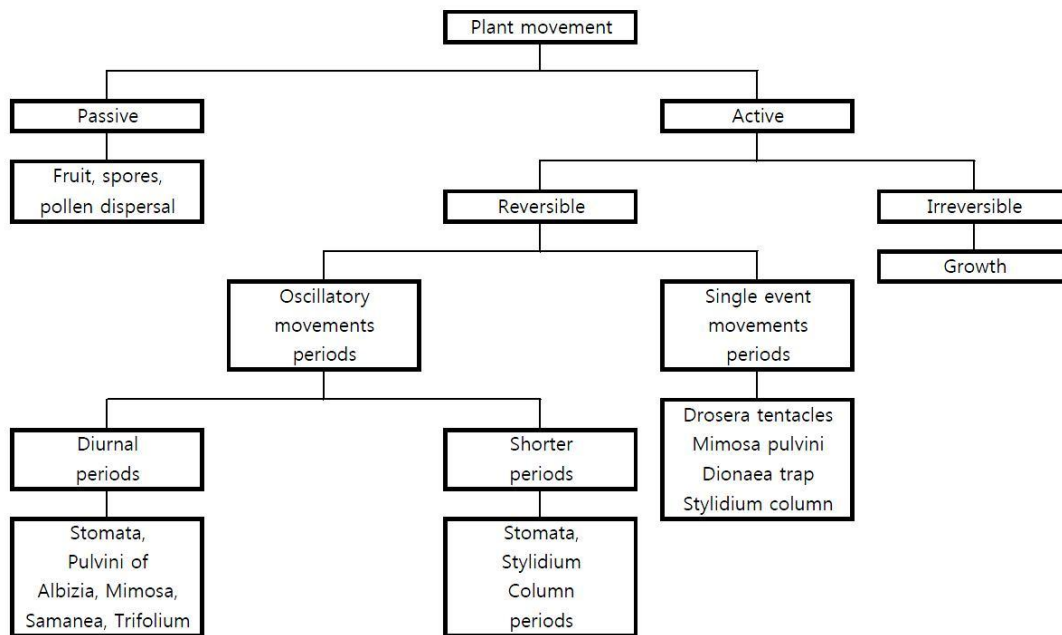 Plant movement
Passive
Active
Fruit, spores,
pollen dispersal
Reversible
Irreversible
Growth
Oscillatory
movements
periods
Single event
movements
periods
Diurnal
periods
Shorter
periods
Drosera tentacles
Mimosa pulvini
Dionaea trap
Stylidium column
Stomata,
Pulvini of
Albizia, Mimosa,
Samanea, Trifolium
Stomata,
Stylidium
Column
periods